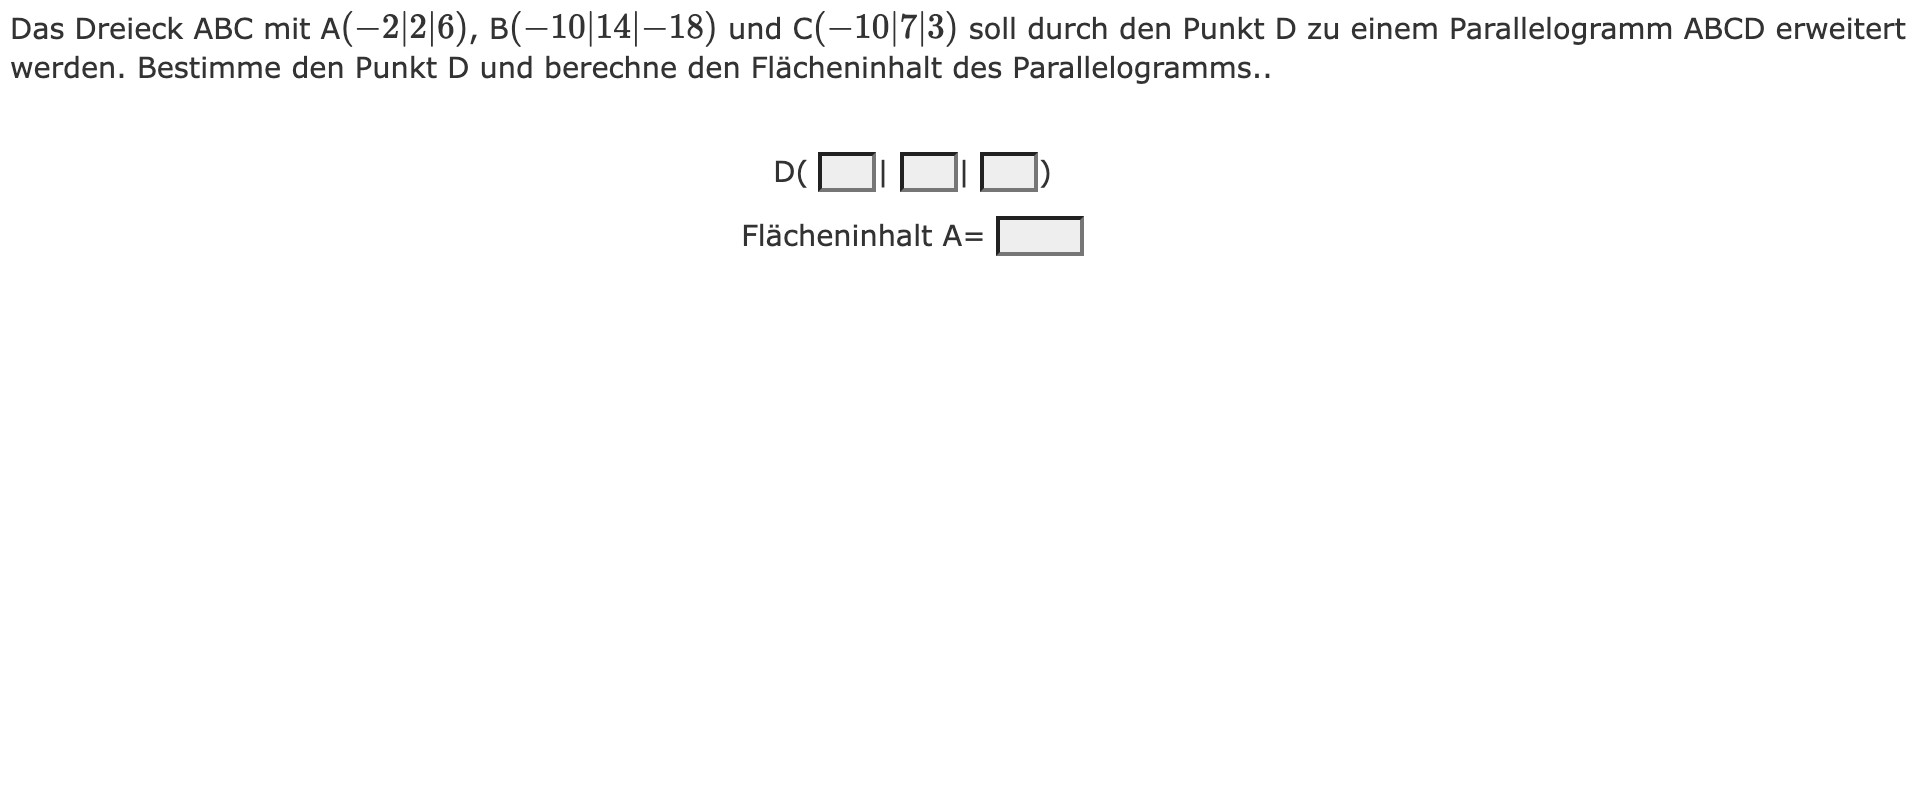 Das Dreieck ABC mit A(−2|2|6), B(−10|14|−18) und C(−10|7|3) soll durch den Punkt D zu einem Parallelogramm ABCD erweitert
werden. Bestimme den Punkt D und berechne den Flächeninhalt des Parallelogramms..
D( | | )
Flächeninhalt A=